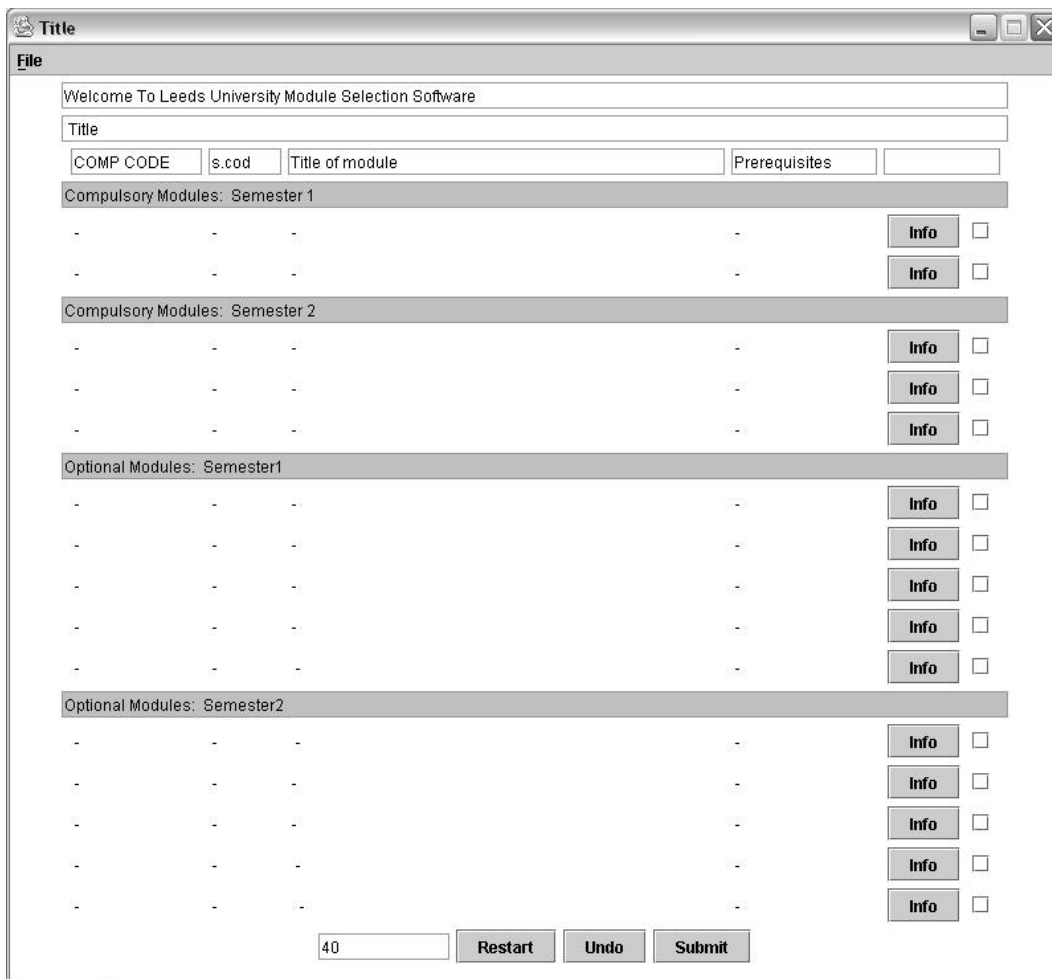 Title
File
Welcome To Leeds University Module Selection Software
Title
COMP CODE s.cod Title of module Prerequisites
Compulsory Modules: Semester 1
- - - - Info
- - - - Info
Compulsory Modules: Semester 2
- - - - Info
- - - - Info
- - - - Info
Optional Modules: Semester1
- - - - Info
- - - - Info
- - - - Info
- - - - Info
- - - - Info
Optional Modules: Semester2
- - - - Info
- - - - Info
- - - - Info
- - - - Info
- - - - Info
40 Restart Undo Submit